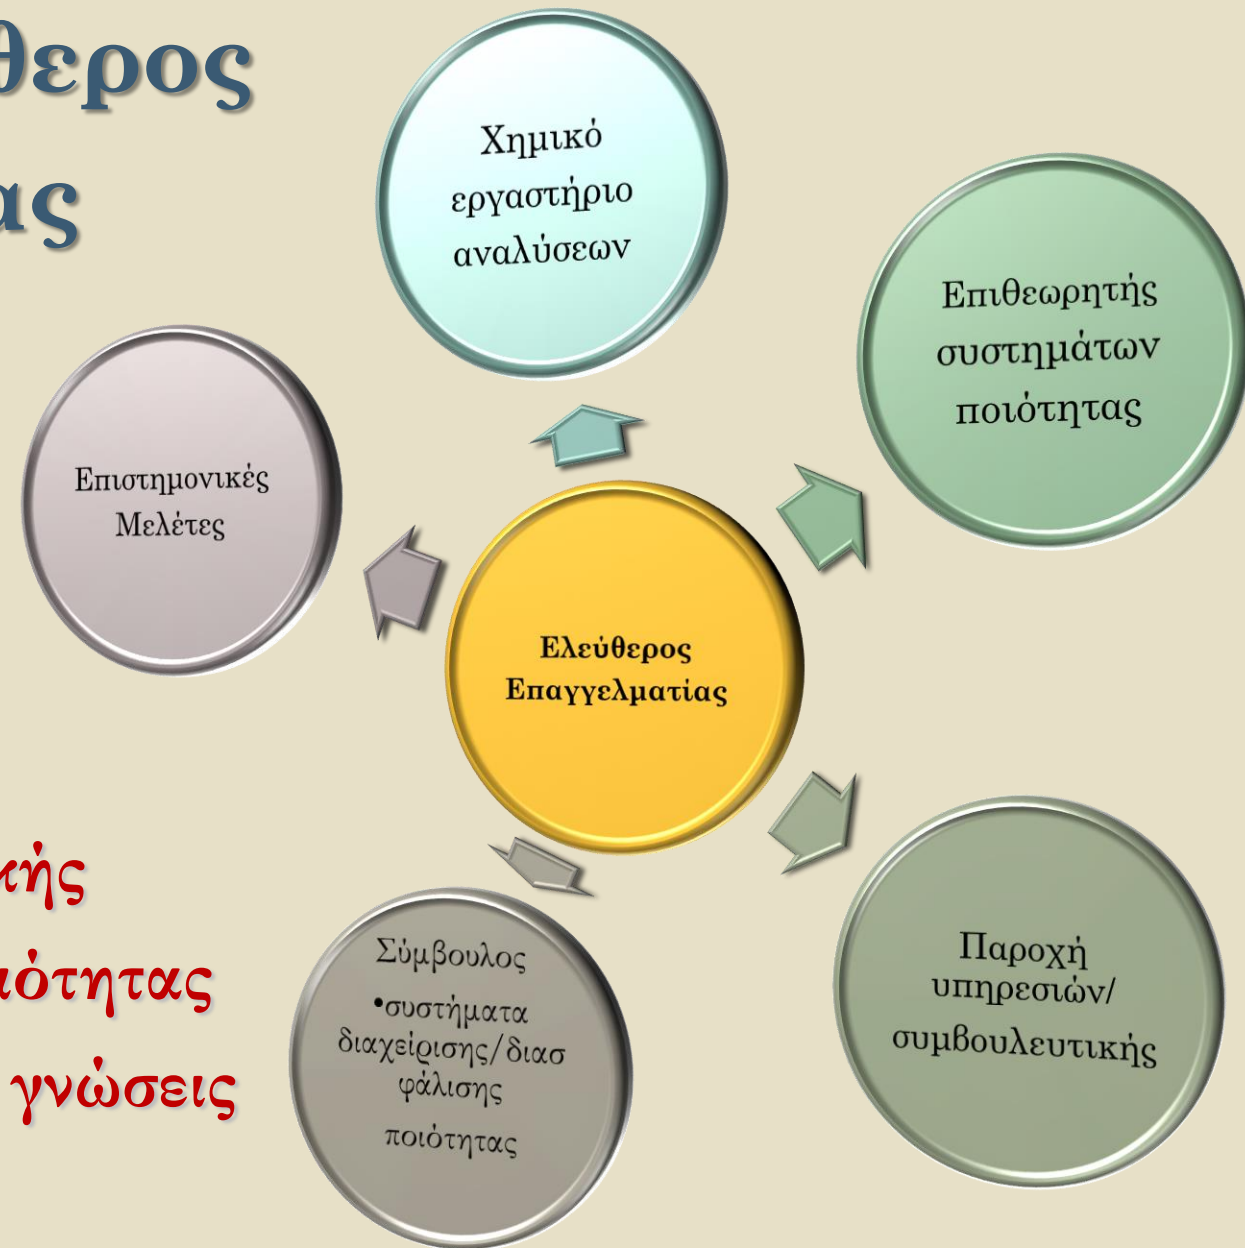 θερος
ας
Χημικό
εργαστήριο
αναλύσεων
Επιθεωρητής
συστημάτων
ποιότητας
Επιστημονικές
Μελέτες
Ελεύθερος
Επαγγελματίας
κής
ιότητας
γνώσεις
Σύμβουλος
•συστήματα
διαχείρισης/διασ
φάλισης
ποιότητας
Παροχή
υπηρεσιών/
συμβουλευτικής